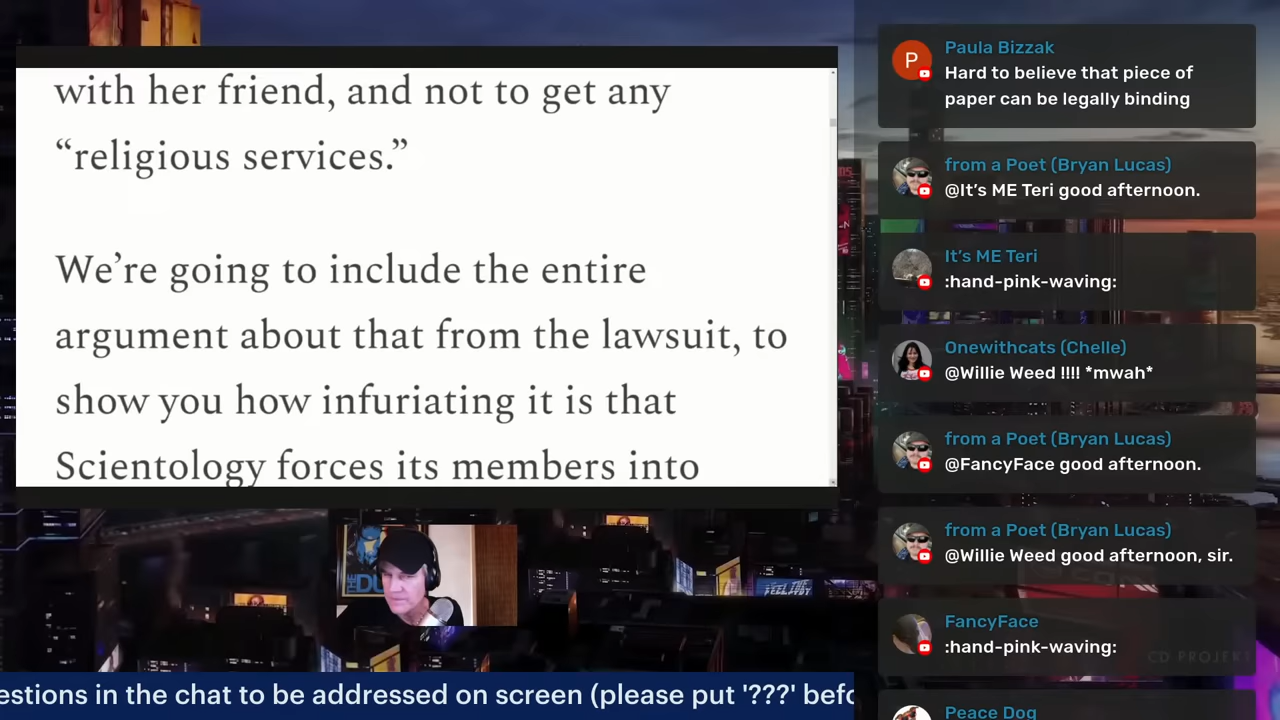 with her friend, and not to get any
“religious services.”
We’re going to include the entire
argument about that from the lawsuit, to
show you how infuriating it is that
Scientology forces its members into
estions in the chat to be addressed on screen (please put '???' befo
P
Paula Bizzak
Hard to believe that piece of
paper can be legally binding
from a Poet (Bryan Lucas)
@It’s ME Teri good afternoon.
It’s ME Teri
:hand-pink-waving:
Onewithcats (Chelle)
@Willie Weed !!!! *mwah*
from a Poet (Bryan Lucas)
@FancyFace good afternoon.
from a Poet (Bryan Lucas)
@Willie Weed good afternoon, sir.
FancyFace
:hand-pink-waving:
CD PROJEKT
Peace Dog